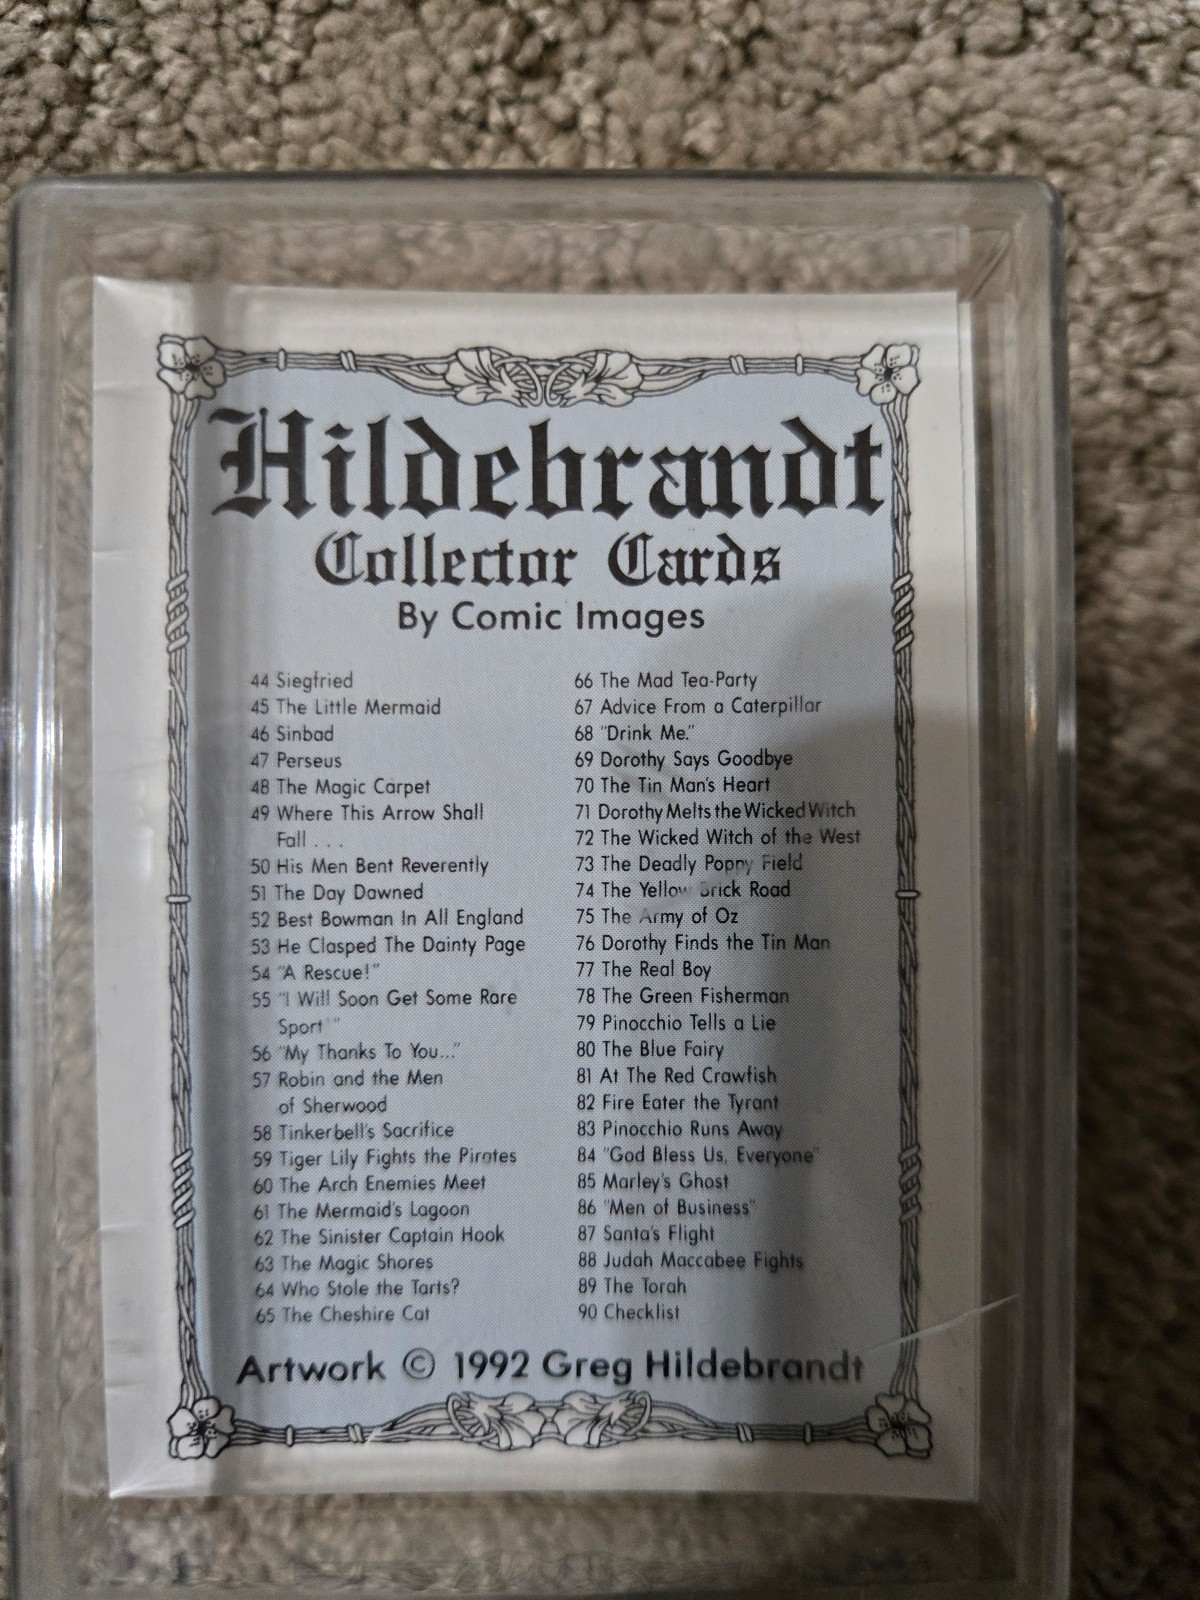 Hildebrandt
Collector Cards
By Comic Images
44 Siegfried
45 The Little Mermaid
46 Sinbad
47 Perseus
48 The Magic Carpet
49 Where This Arrow Shall
Fall . . .
50 His Men Bent Reverently
51 The Day Dawned
52 Best Bowman In All England
53 He Clasped The Dainty Page
54 "A Rescue!"
55 "I Will Soon Get Some Rare
Sport' "
56 "My Thanks To You..."
57 Robin and the Men
of Sherwood
58 Tinkerbell's Sacrifice
59 Tiger Lily Fights the Pirates
60 The Arch Enemies Meet
61 The Mermaid's Lagoon
62 The Sinister Captain Hook
63 The Magic Shores
64 Who Stole the Tarts?
65 The Cheshire Cat
66 The Mad Tea-Party
67 Advice From a Caterpillar
68 "Drink Me."
69 Dorothy Says Goodbye
70 The Tin Man's Heart
71 Dorothy Melts the Wicked Witch
72 The Wicked Witch of the West
73 The Deadly Poppy Field
74 The Yellow Brick Road
75 The Army of Oz
76 Dorothy Finds the Tin Man
77 The Real Boy
78 The Green Fisherman
79 Pinocchio Tells a Lie
80 The Blue Fairy
81 At The Red Crawfish
82 Fire Eater the Tyrant
83 Pinocchio Runs Away
84 "God Bless Us, Everyone"
85 Marley's Ghost
86 "Men of Business"
87 Santa's Flight
88 Judah Maccabee Fights
89 The Torah
90 Checklist
Artwork © 1992 Greg Hildebrandt